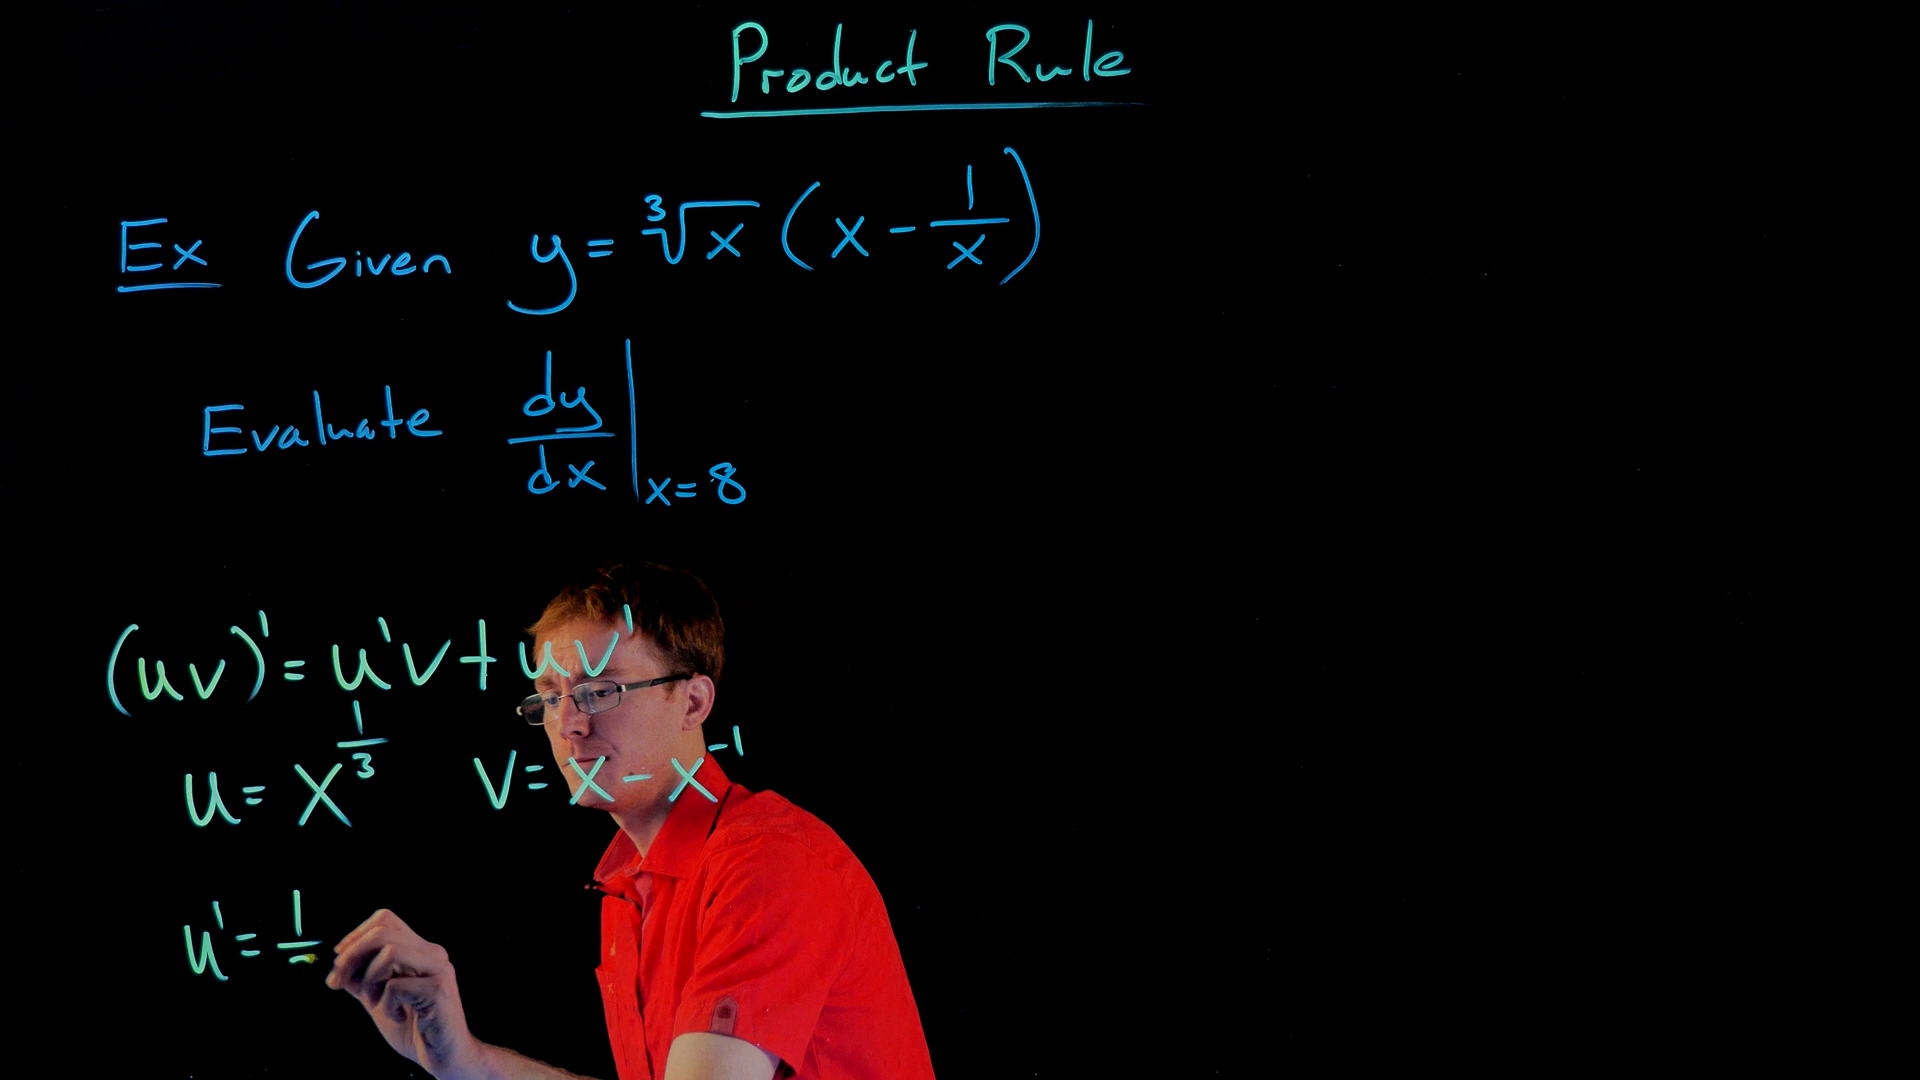 Product Rule
Ex Given y = ∛x (x - 1/x)
Evaluate dy/dx |x=8
(uv)' = u'v + uv'
u = x^(1/3) v = x - x^-1
u' = 1/